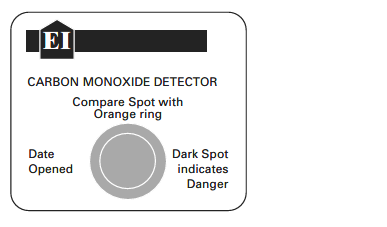 EI
CARBON MONOXIDE DETECTOR
Compare Spot with
Orange ring
Date
Opened
Dark Spot
indicates
Danger